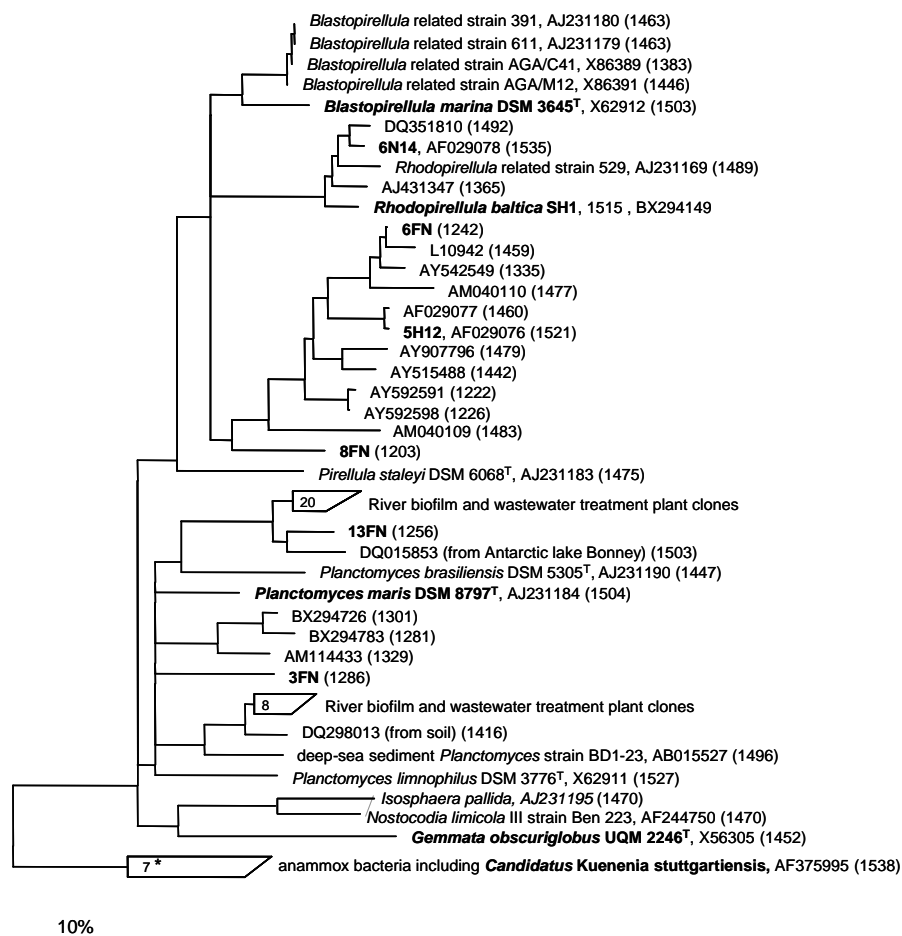 Blastopirellula related strain 391, AJ231180 (1463)
Blastopirellula related strain 611, AJ231179 (1463)
Blastopirellula related strain AGA/C41, X86389 (1383)
Blastopirellula related strain AGA/M12, X86391 (1446)
Blastopirellula marina DSM 3645T, X62912 (1503)
DQ351810 (1492)
6N14, AF029078 (1535)
Rhodopirellula related strain 529, AJ231169 (1489)
AJ431347 (1365)
Rhodopirellula baltica SH1, 1515 , BX294149
6FN (1242)
L10942 (1459)
AY542549 (1335)
AM040110 (1477)
AF029077 (1460)
5H12, AF029076 (1521)
AY907796 (1479)
AY515488 (1442)
AY592591 (1222)
AY592598 (1226)
AM040109 (1483)
8FN (1203)
Pirellula staleyi DSM 6068T, AJ231183 (1475)
20 River biofilm and wastewater treatment plant clones
13FN (1256)
DQ015853 (from Antarctic lake Bonney) (1503)
Planctomyces brasiliensis DSM 5305T, AJ231190 (1447)
Planctomyces maris DSM 8797T, AJ231184 (1504)
BX294726 (1301)
BX294783 (1281)
AM114433 (1329)
3FN (1286)
8 River biofilm and wastewater treatment plant clones
DQ298013 (from soil) (1416)
deep-sea sediment Planctomyces strain BD1-23, AB015527 (1496)
Planctomyces limnophilus DSM 3776T, X62911 (1527)
Isosphaera pallida, AJ231195 (1470)
Nostocodia limicola III strain Ben 223, AF244750 (1470)
Gemmata obscuriglobus UQM 2246T, X56305 (1452)
7 * anammox bacteria including Candidatus Kuenenia stuttgartiensis, AF375995 (1538)
10%